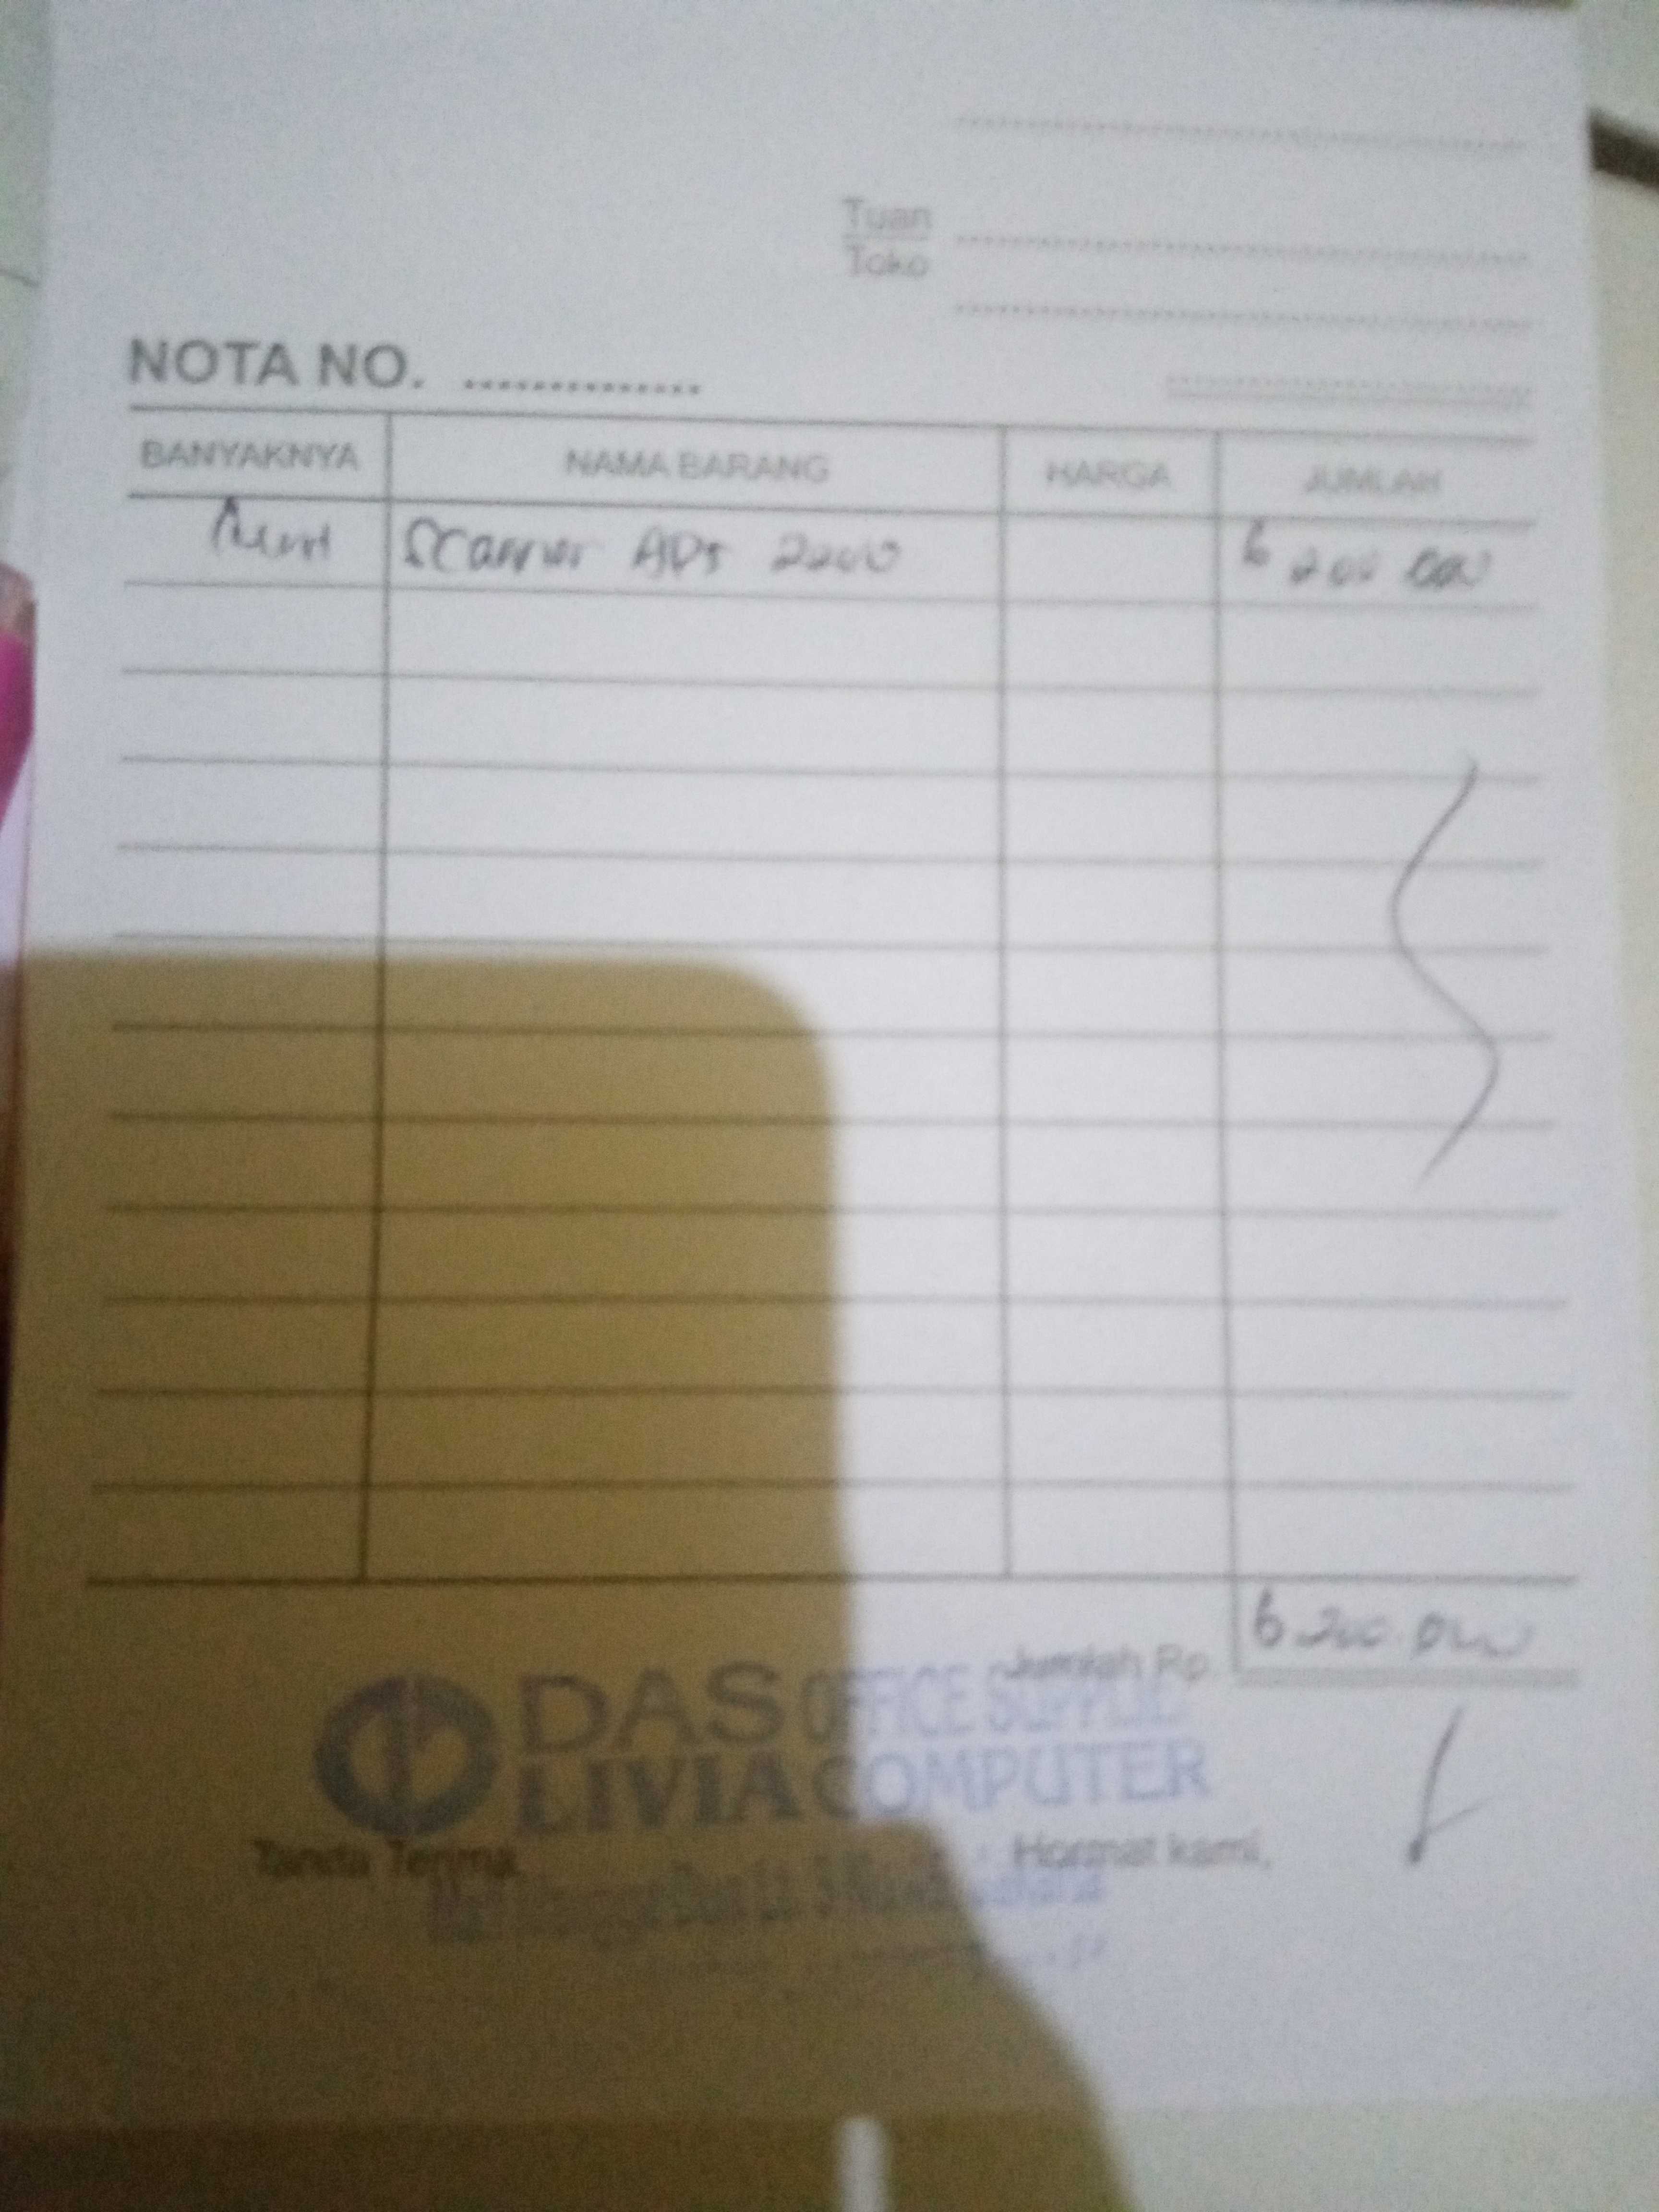 Tuan
Toko
NOTA NO. ..............
BANYAKNYA NAMA BARANG HARGA JUMLAH
Scanner ADS 2200 6 200 000
Jumlah Rp. 6.200.000
DAS OFFICE SUPPLIES
LIVIA COMPUTER
Tanda Terima, Hormat kami,